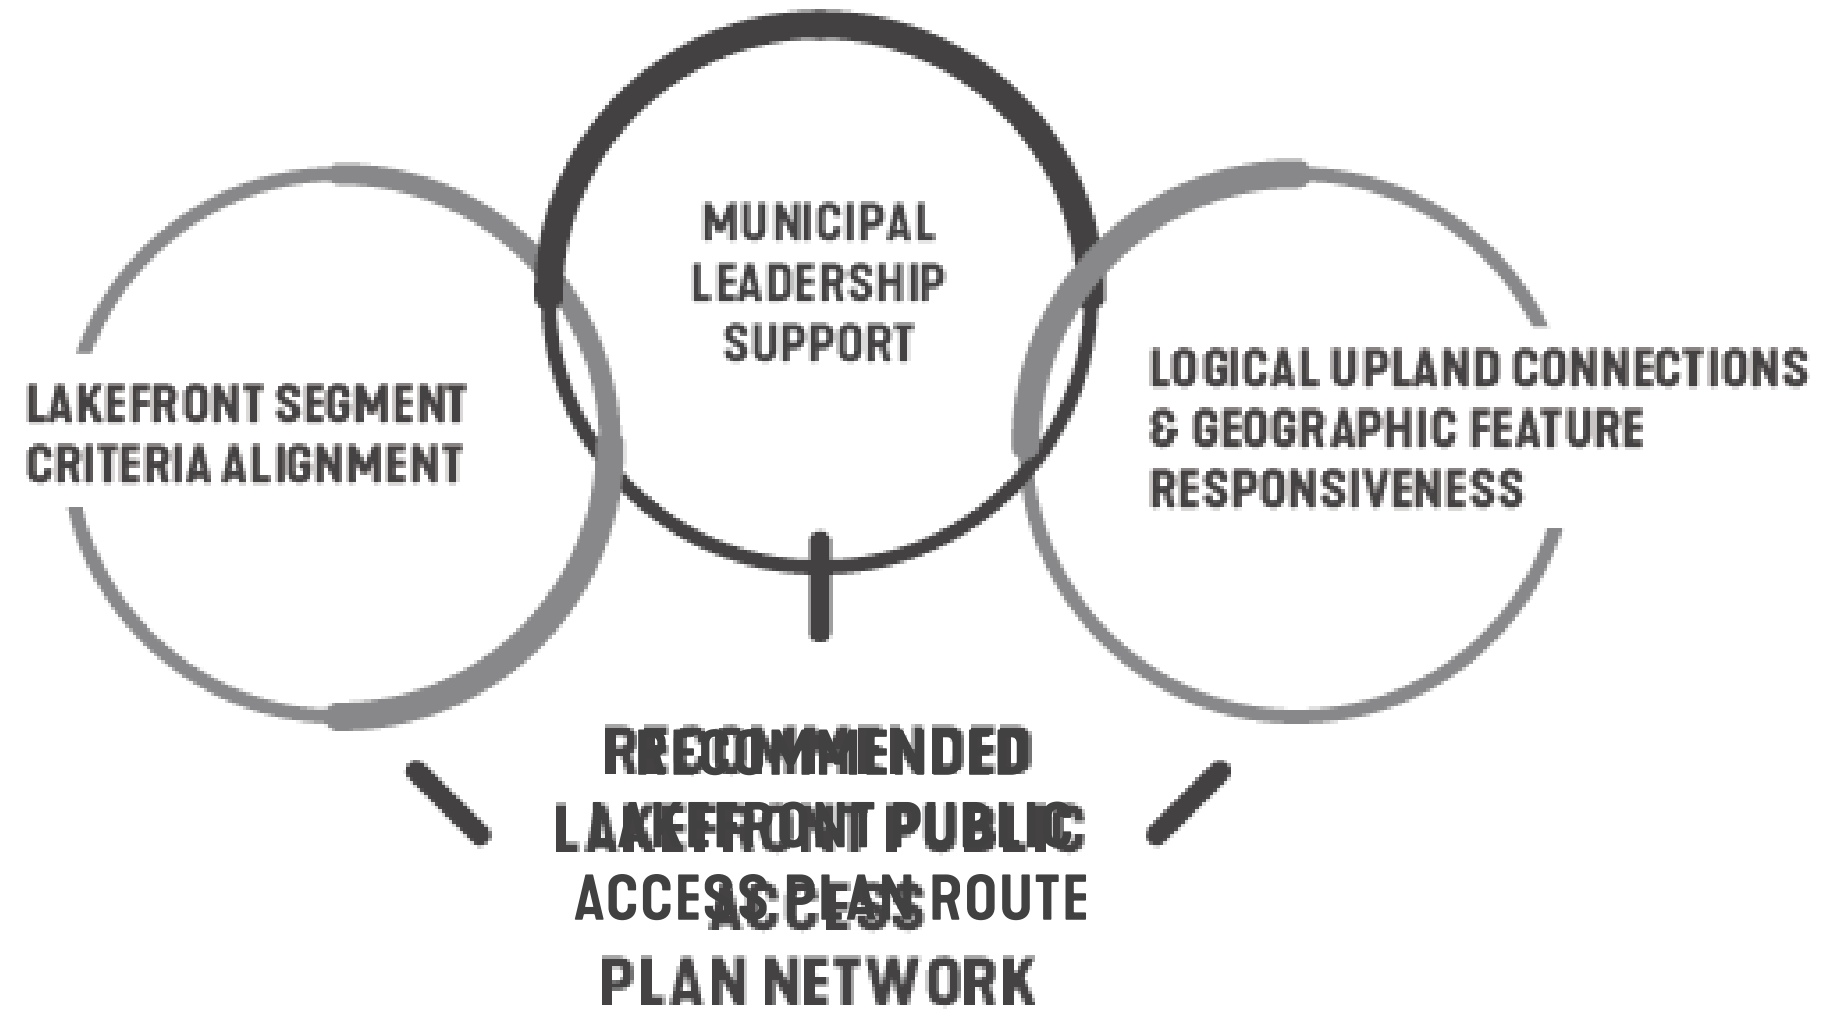 MUNICIPAL
LEADERSHIP
SUPPORT
LAKEFRONT SEGMENT
CRITERIA ALIGNMENT
LOGICAL UPLAND CONNECTIONS
& GEOGRAPHIC FEATURE
RESPONSIVENESS
RECOMMENDED
LAKEFRONT PUBLIC
ACCESS PLAN ROUTE
ACCESS
PLAN NETWORK